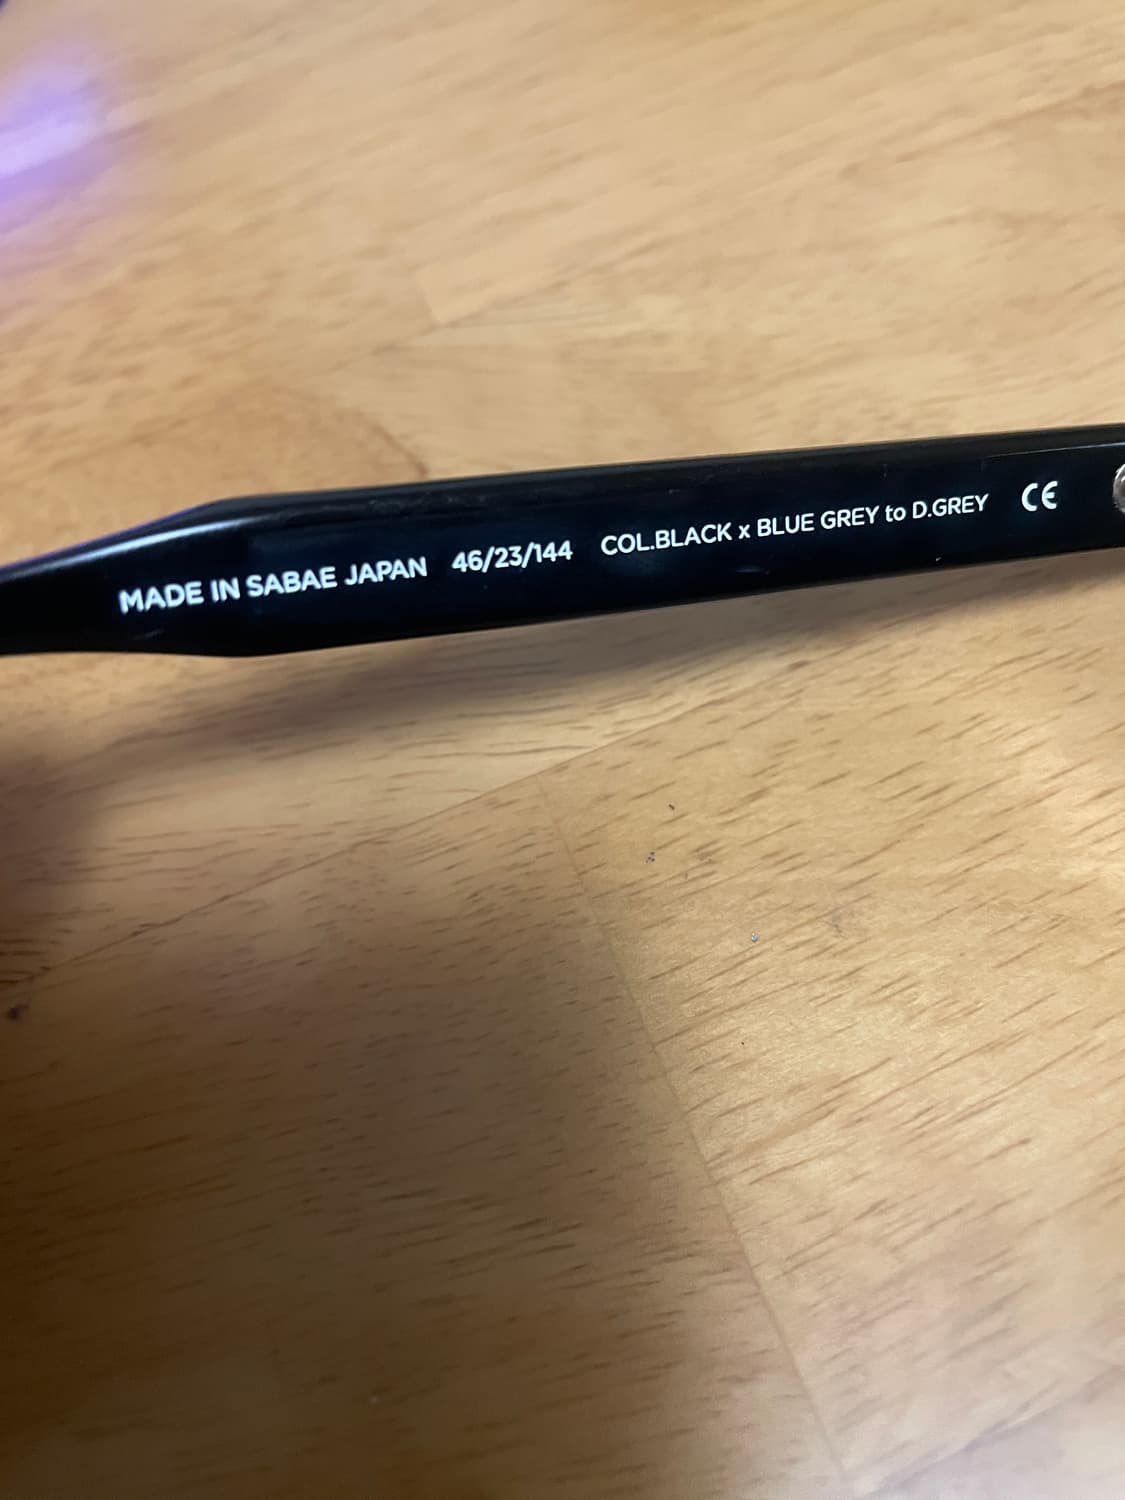 MADE IN SABAE JAPAN 46/23/144 COL.BLACK x BLUE GREY to D.GREY CE